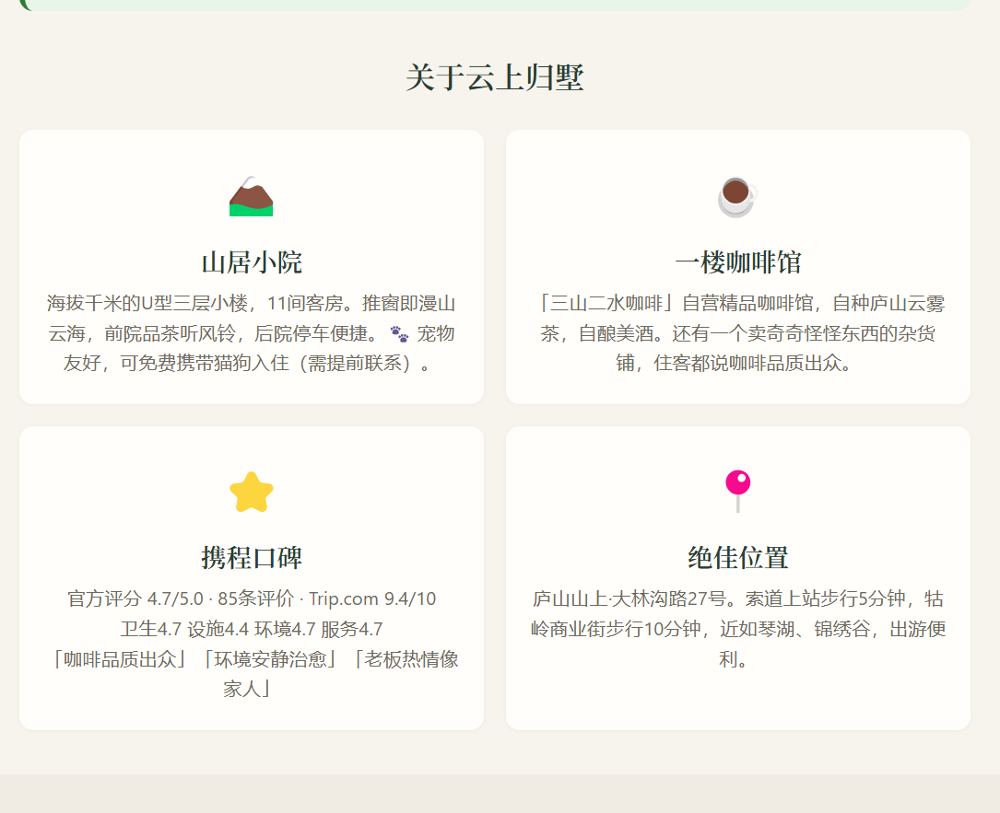 关于云上归墅
山居小院
海拔千米的U型三层小楼，11间客房。推窗即漫山
云海，前院品茶听风铃，后院停车便捷。🐾 宠物
友好，可免费携带猫狗入住（需提前联系）。
一楼咖啡馆
「三山二水咖啡」自营精品咖啡馆，自种庐山云雾
茶，自酿美酒。还有一个卖奇奇怪怪东西的杂货
铺，住客都说咖啡品质出众。
携程口碑
官方评分 4.7/5.0 · 85条评价 · Trip.com 9.4/10
卫生4.7 设施4.4 环境4.7 服务4.7
「咖啡品质出众」「环境安静治愈」「老板热情像
家人」
绝佳位置
庐山山上·大林沟路27号。索道上站步行5分钟，牯
岭商业街步行10分钟，近如琴湖、锦绣谷，出游便
利。